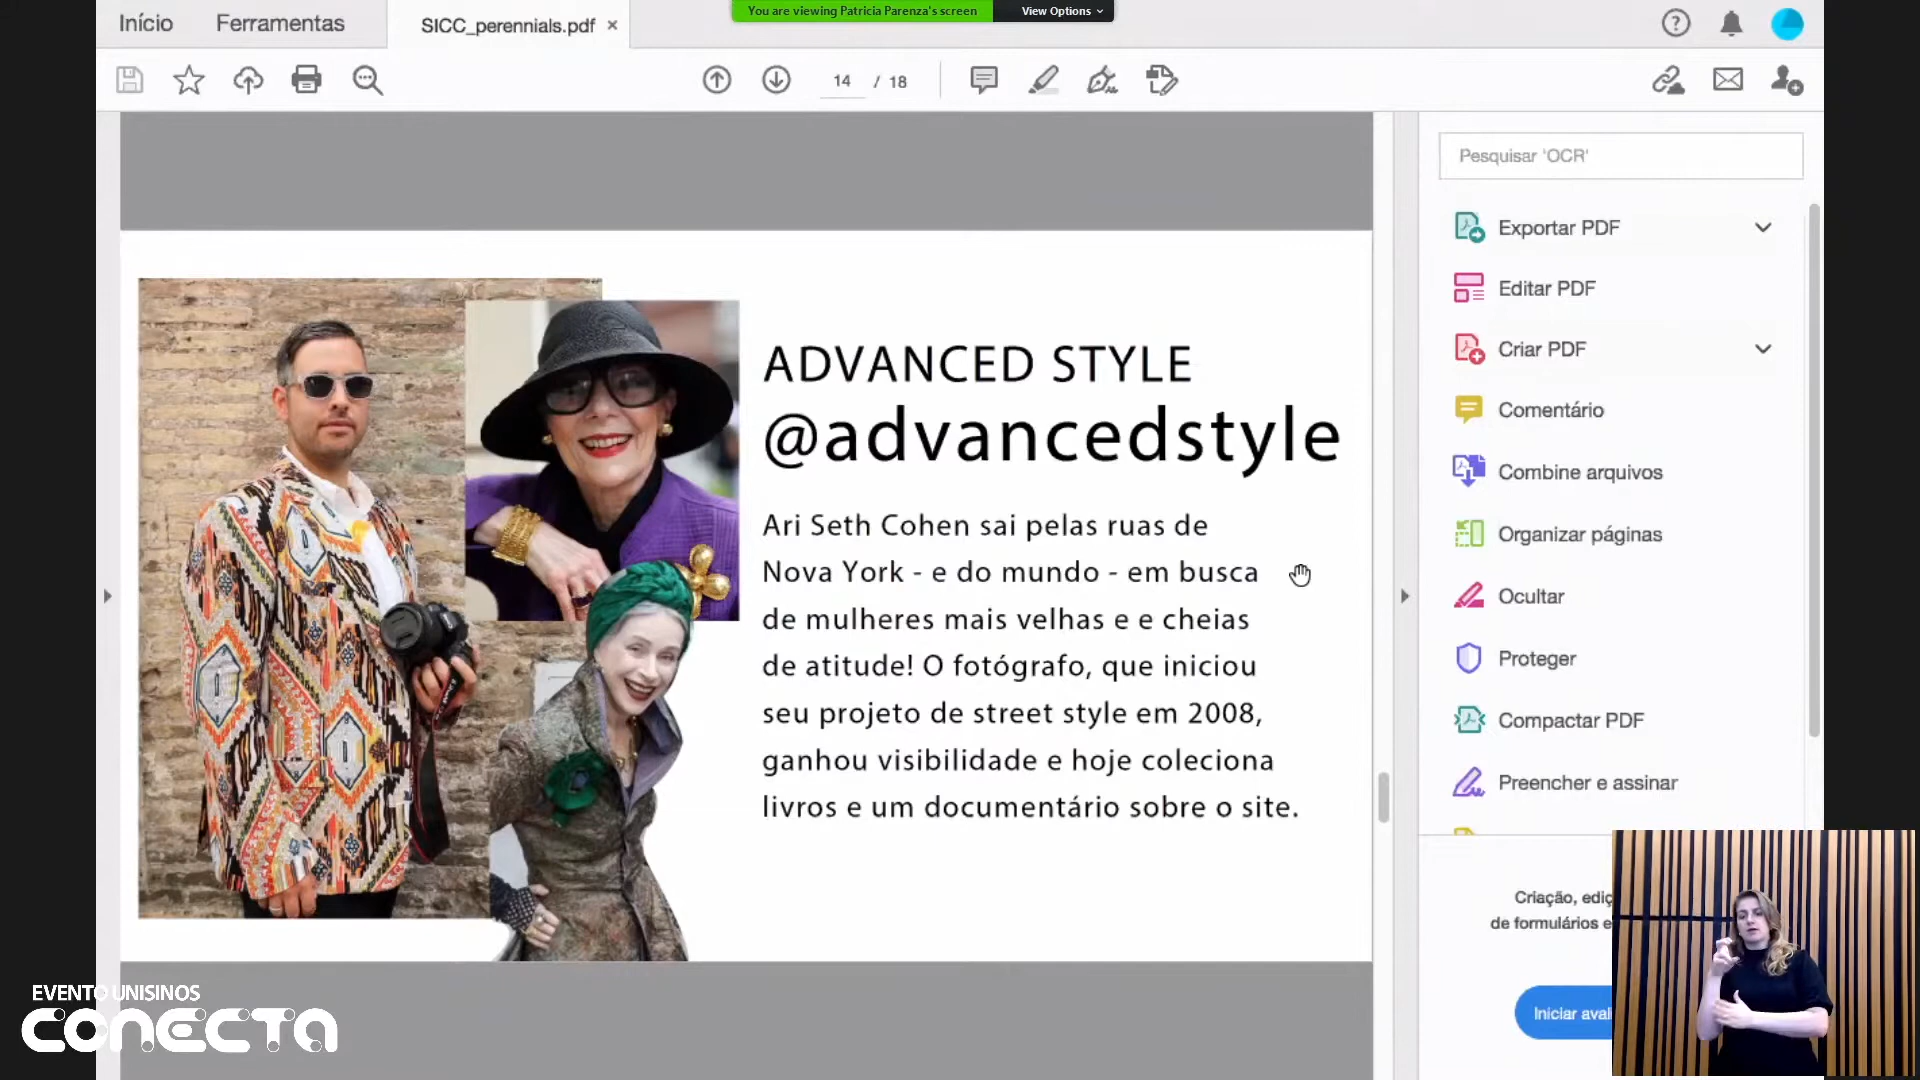 You are viewing Patricia Parenza's screen
View Options
Início
Ferramentas
SICC_perennials.pdf
14 / 18
Pesquisar 'OCR'
Exportar PDF
Editar PDF
Criar PDF
Comentário
Combine arquivos
Organizar páginas
Ocultar
Proteger
Compactar PDF
Preencher e assinar
ADVANCED STYLE
@advancedstyle
Ari Seth Cohen sai pelas ruas de
Nova York - e do mundo - em busca
de mulheres mais velhas e e cheias
de atitude! O fotógrafo, que iniciou
seu projeto de street style em 2008,
ganhou visibilidade e hoje coleciona
livros e um documentário sobre o site.
Criação, ediç
de formulários e
Iniciar aval
EVENTO UNISINOS
CONECTA